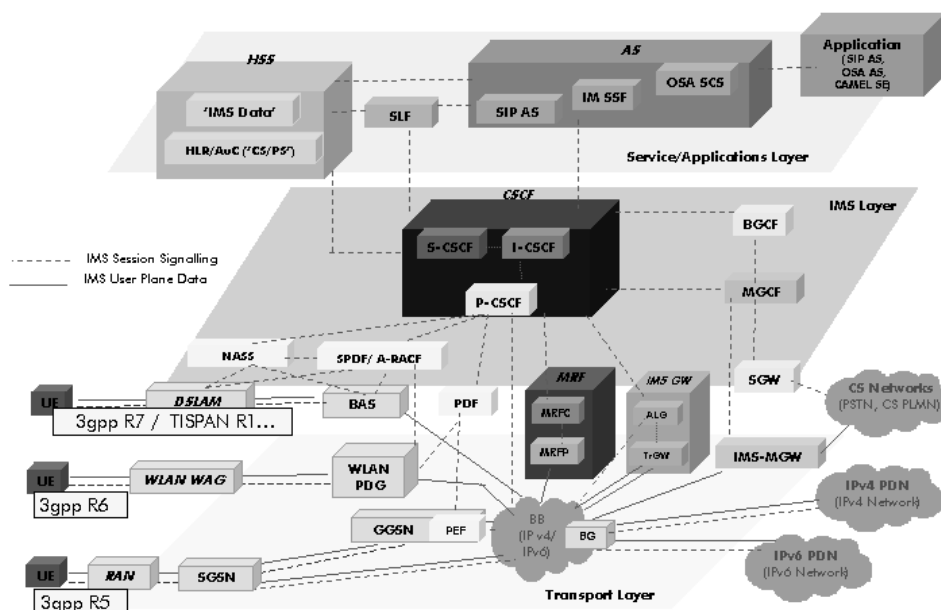 HSS
AS
Application
(SIP AS,
OSA AS,
CAMEL SE)
'IMS Data'
SLF
SIP AS
IM SSF
OSA SCS
HLR/AuC ('CS/PS')
Service/Applications Layer
CSCF
IMS Layer
S-CSCF
I-CSCF
BGCF
IMS Session Signalling
IMS User Plane Data
P-CSCF
MGCF
NASS
SPDF/ A-RACF
UE
DSLAM
BAS
PDF
MRF
IMS GW
SGW
CS Networks
(PSTN, CS PLMN)
3gpp R7 / TISPAN R1...
MRFC
ALG
MRFP
TrGW
IMS-MGW
UE
WLAN WAG
WLAN
PDG
3gpp R6
IPv4 PDN
(IPv4 Network)
GGSN
PEF
BB
(IP v4/
IPv6)
BG
IPv6 PDN
(IPv6 Network)
UE
RAN
SGSN
3gpp R5
Transport Layer